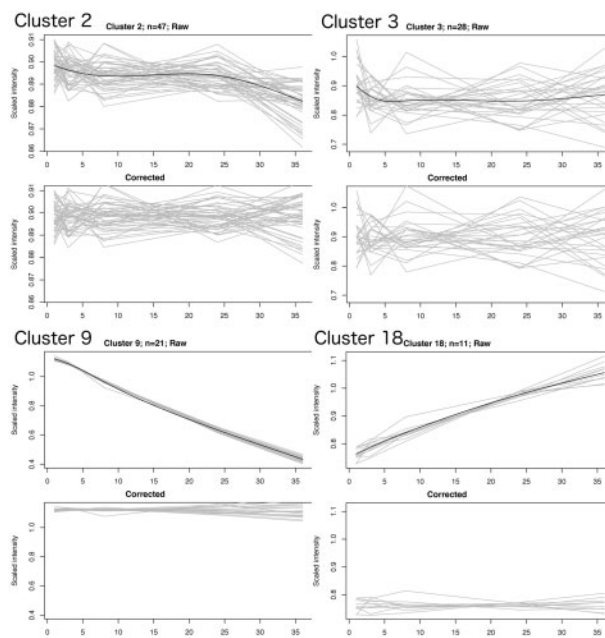 Cluster 2 Cluster 2; n=47; Raw
Scaled intensity
0.86 0.87 0.88 0.89 0.90 0.91
0 5 10 15 20 25 30 35
Corrected
Scaled intensity
0.86 0.87 0.88 0.89 0.90 0.91
0 5 10 15 20 25 30 35
Cluster 3 Cluster 3; n=28; Raw
Scaled intensity
0.7 0.8 0.9 1.0
0 5 10 15 20 25 30 35
Corrected
Scaled intensity
0.7 0.8 0.9 1.0
0 5 10 15 20 25 30 35
Cluster 9 Cluster 9; n=21; Raw
Scaled intensity
0.4 0.6 0.8 1.0
0 5 10 15 20 25 30 35
Corrected
Scaled intensity
0.4 0.6 0.8 1.0
0 5 10 15 20 25 30 35
Cluster 18 Cluster 18; n=11; Raw
Scaled intensity
0.8 0.9 1.0 1.1
0 5 10 15 20 25 30 35
Corrected
Scaled intensity
0.8 0.9 1.0 1.1
0 5 10 15 20 25 30 35